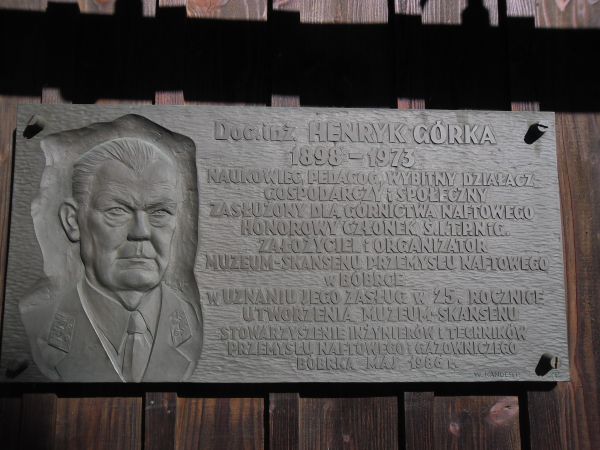 Doc. inż. HENRYK GÓRKA
1898 - 1973
NAUKOWIEC, PEDAGOG, WYBITNY DZIAŁACZ
GOSPODARCZY I SPOŁECZNY
ZASŁUŻONY DLA GÓRNICTWA NAFTOWEGO
HONOROWY CZŁONEK S.I.T.P.NiG.
ZAŁOŻYCIEL I ORGANIZATOR
MUZEUM-SKANSENU PRZEMYSŁU NAFTOWEGO
W BÓBRCE
W UZNANIU JEGO ZASŁUG W 25. ROCZNICE
UTWORZENIA MUZEUM-SKANSENU
STOWARZYSZENIE INŻYNIERÓW I TECHNIKÓW
PRZEMYSŁU NAFTOWEGO I GAZOWNICZEGO
BÓBRKA MAJ 1986 r.